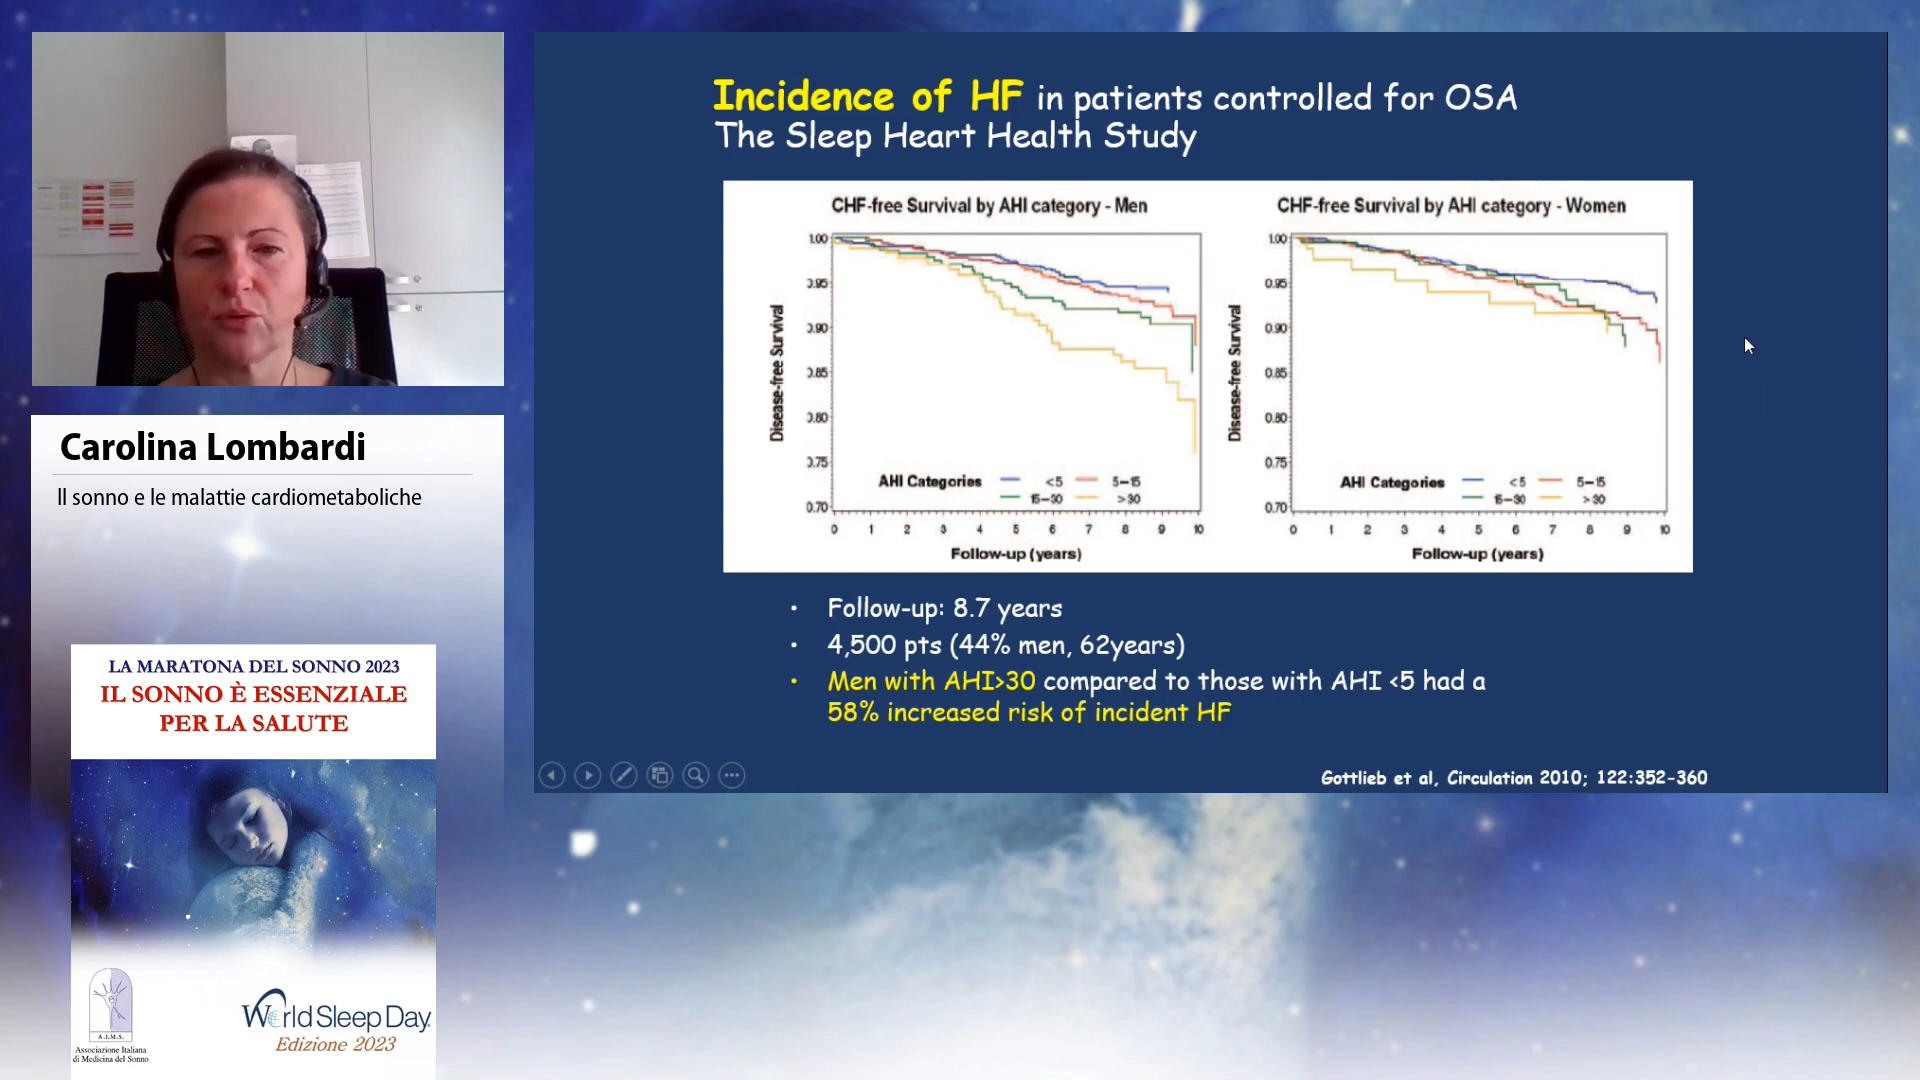 Carolina Lombardi
Il sonno e le malattie cardiometaboliche
LA MARATONA DEL SONNO 2023
IL SONNO È ESSENZIALE
PER LA SALUTE
A.I.M.S.
Associazione Italiana
di Medicina del Sonno
World Sleep Day
Edizione 2023
Incidence of HF in patients controlled for OSA
The Sleep Heart Health Study
CHF-free Survival by AHI category - Men
Disease-free Survival
1.00
0.95
0.90
0.85
0.80
0.75
0.70
AHI Categories <5 5-15
15-30 >30
0 1 2 3 4 5 6 7 8 9 10
Follow-up (years)
CHF-free Survival by AHI category - Women
Disease-free Survival
1.00
0.95
0.90
0.85
0.80
0.75
0.70
AHI Categories <5 5-15
15-30 >30
0 1 2 3 4 5 6 7 8 9 10
Follow-up (years)
• Follow-up: 8.7 years
• 4,500 pts (44% men, 62years)
• Men with AHI>30 compared to those with AHI <5 had a
58% increased risk of incident HF
Gottlieb et al, Circulation 2010; 122:352-360